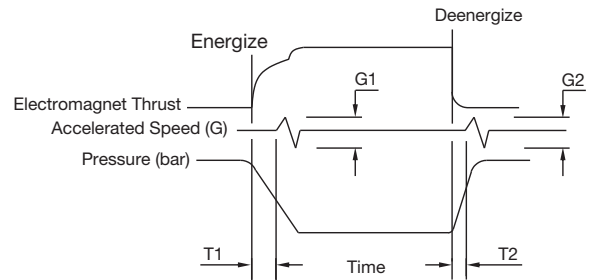 Deenergize
Energize
G1
G2
Electromagnet Thrust
Accelerated Speed (G)
Pressure (bar)
T1
Time
T2